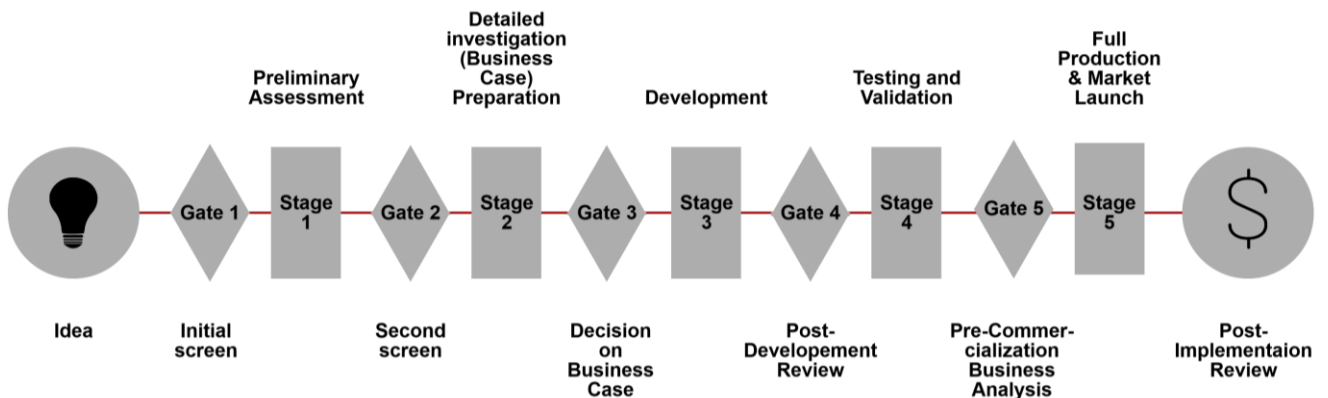 Detailed
investigation
(Business
Case)
Preparation
Full
Production
& Market
Launch
Preliminary
Assessment
Development
Testing and
Validation
Gate 1
Stage
1
Gate 2
Stage
2
Gate 3
Stage
3
Gate 4
Stage
4
Gate 5
Stage
5
$
Idea
Initial
screen
Second
screen
Decision
on
Business
Case
Post-
Developement
Review
Pre-Commer-
cialization
Business
Analysis
Post-
Implementaion
Review